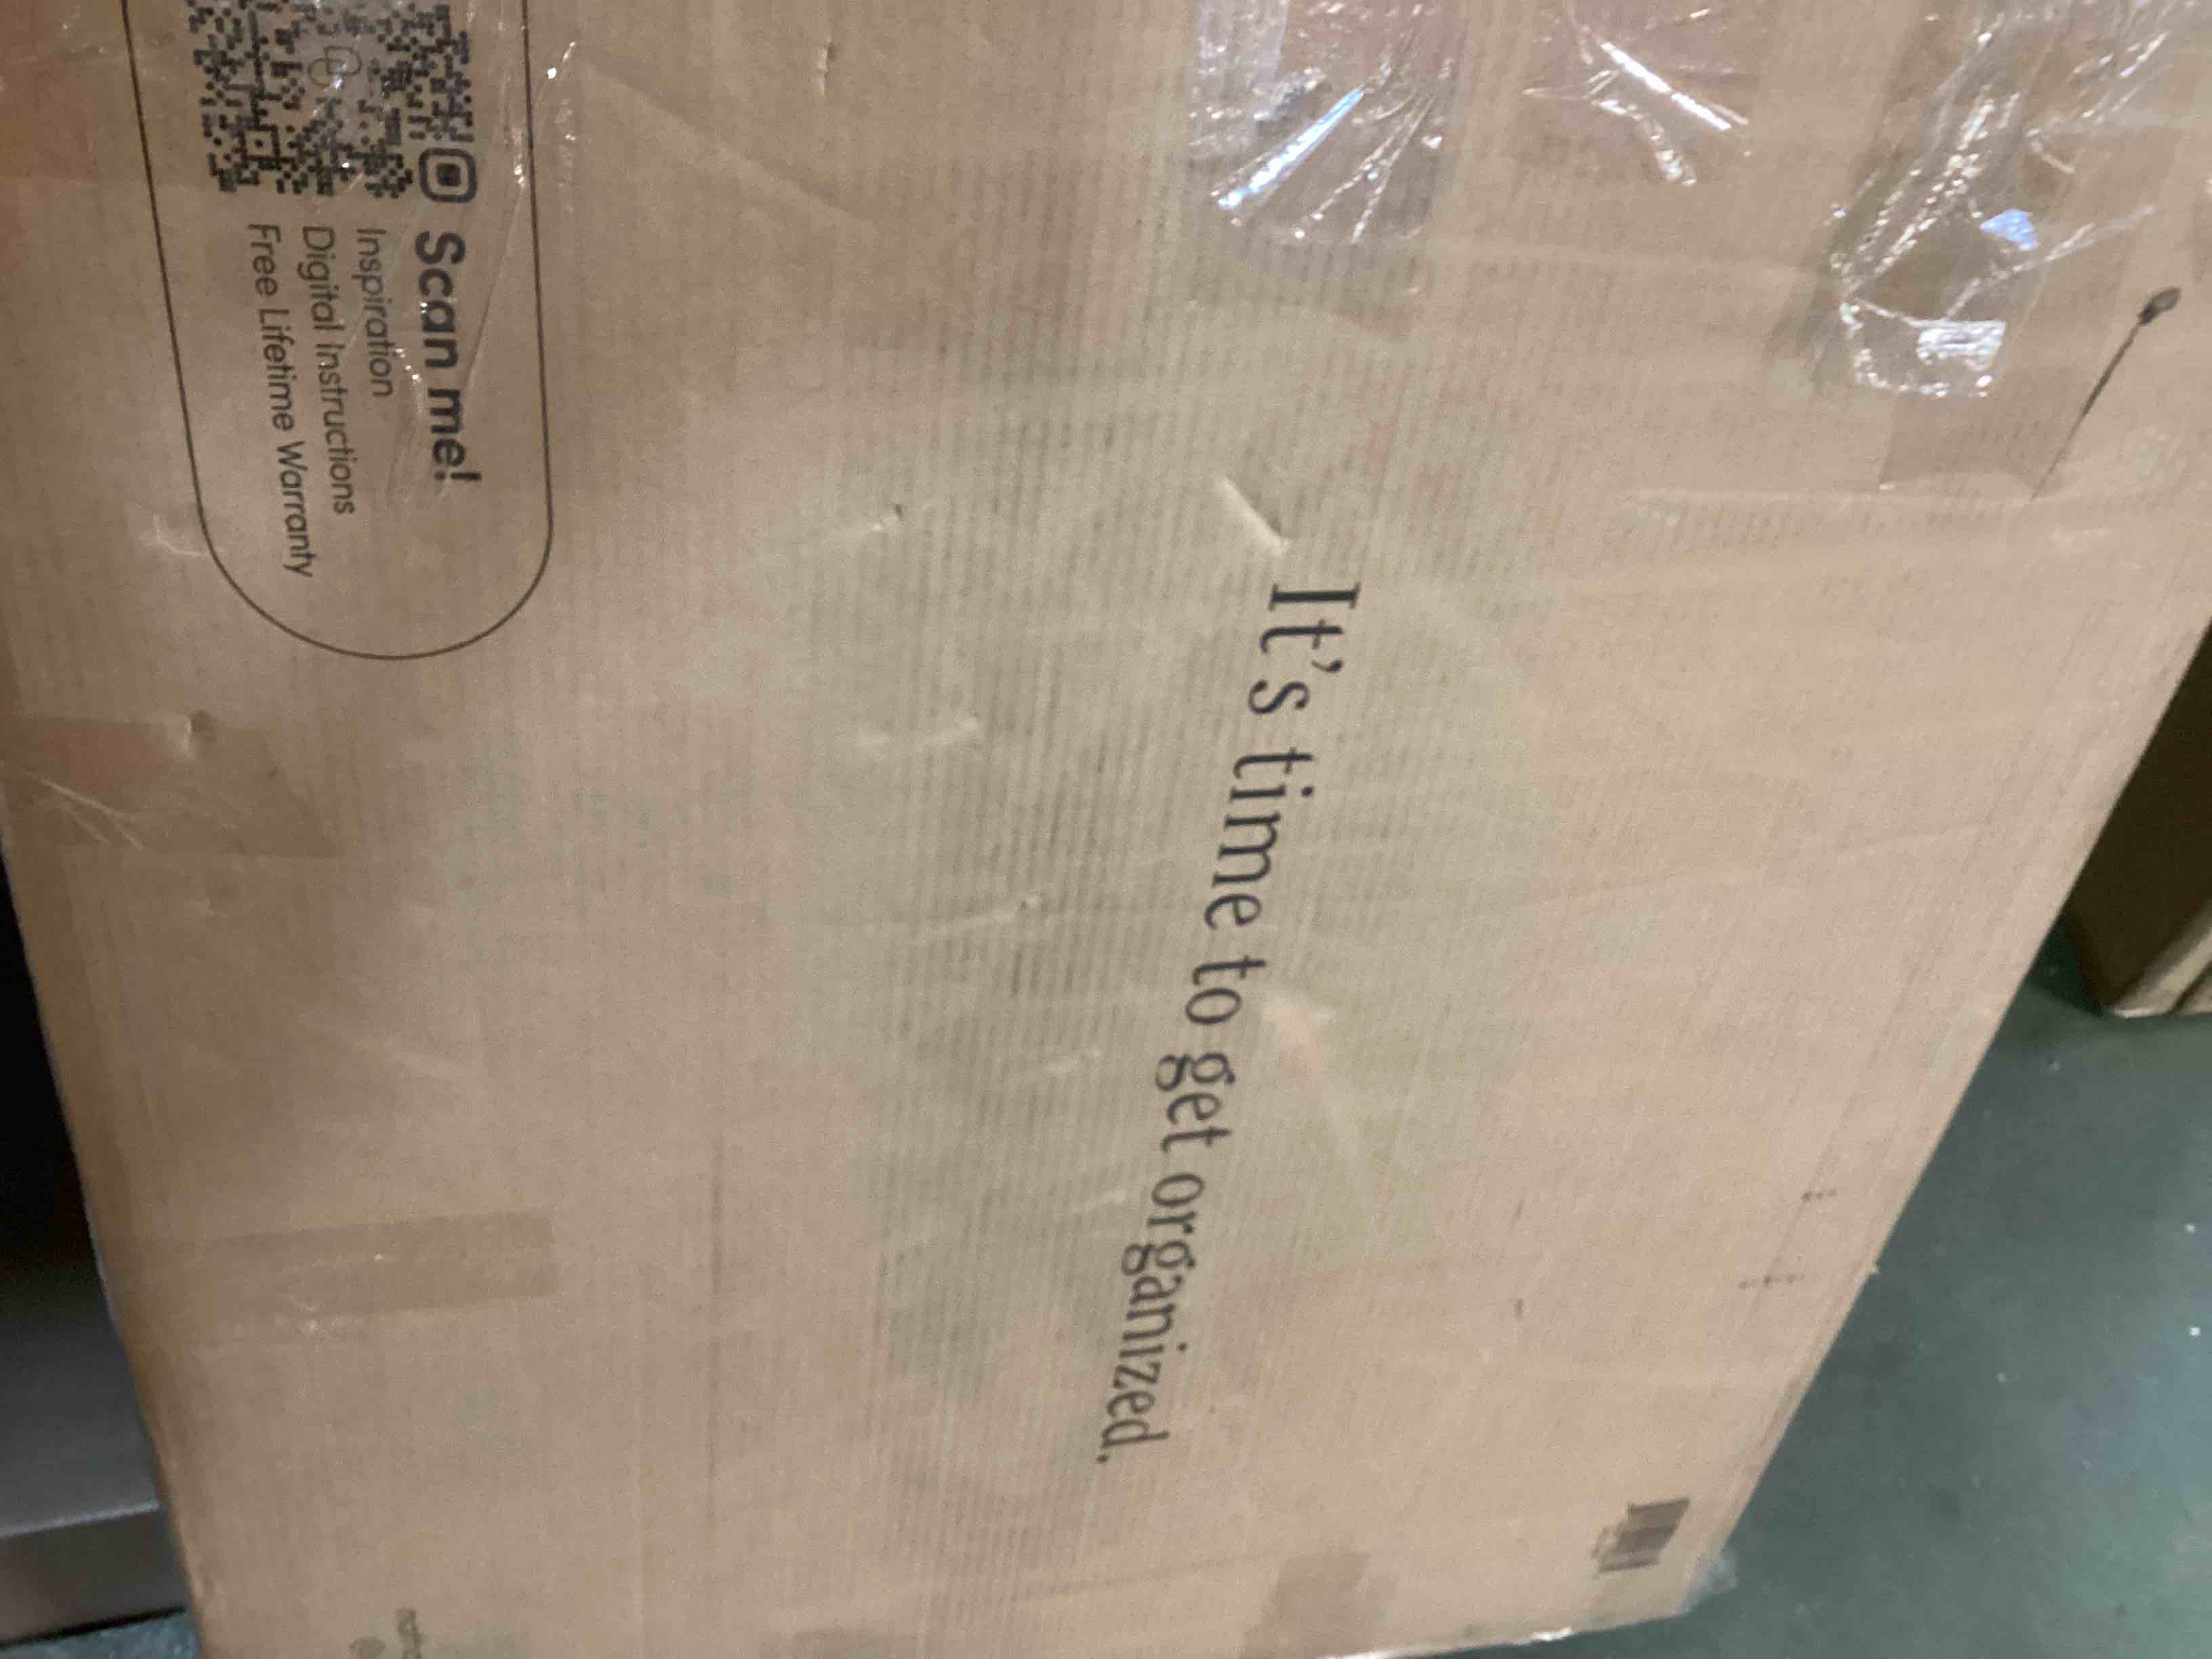 Scan me!
Inspiration
Digital Instructions
Free Lifetime Warranty
It's time to get organized.